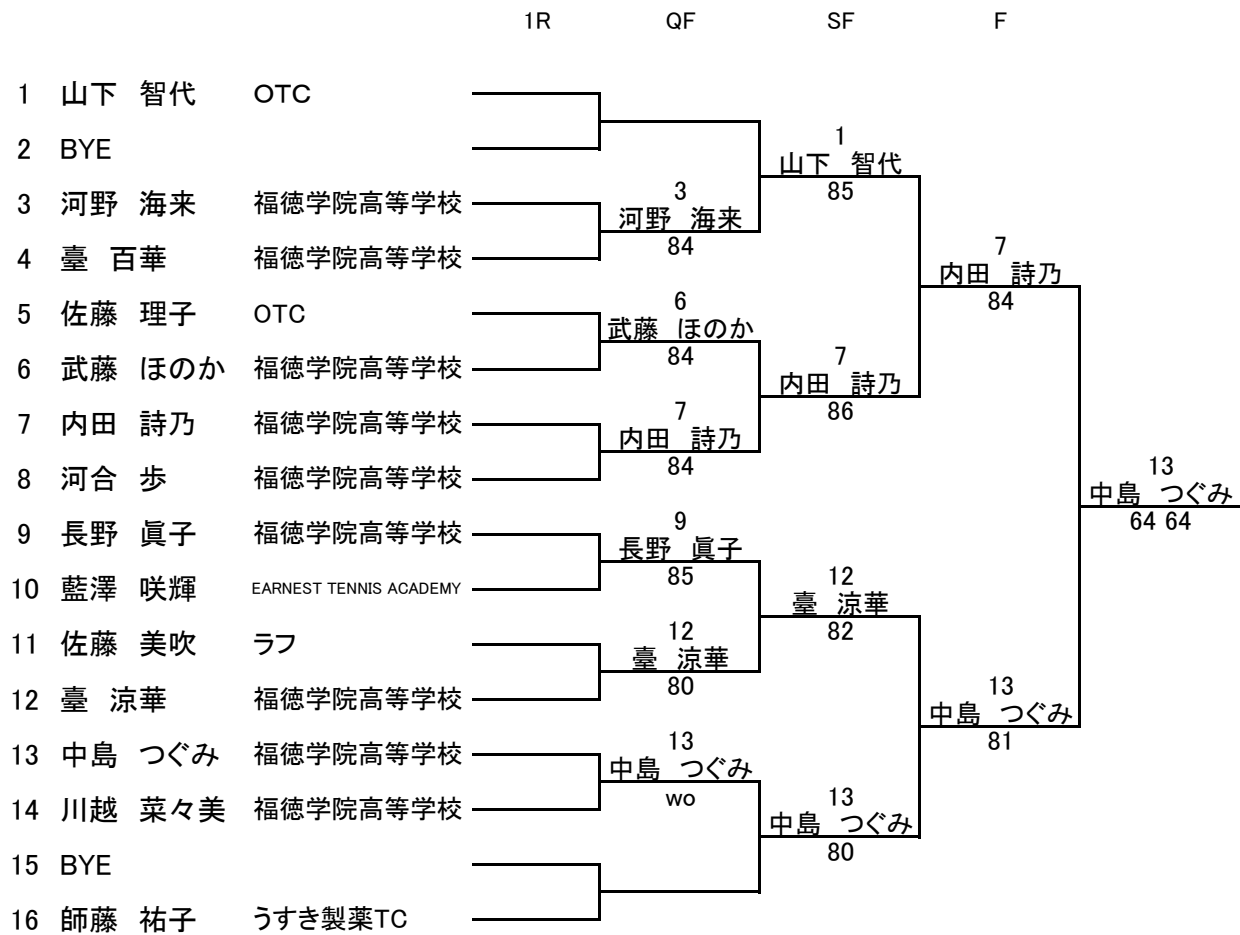 1R QF SF F
1 山下 智代 OTC
2 BYE
3 河野 海来 福徳学院高等学校
4 臺 百華 福徳学院高等学校
5 佐藤 理子 OTC
6 武藤 ほのか 福徳学院高等学校
7 内田 詩乃 福徳学院高等学校
8 河合 歩 福徳学院高等学校
9 長野 眞子 福徳学院高等学校
10 藍澤 咲輝 EARNEST TENNIS ACADEMY
11 佐藤 美吹 ラフ
12 臺 涼華 福徳学院高等学校
13 中島 つぐみ 福徳学院高等学校
14 川越 菜々美 福徳学院高等学校
15 BYE
16 師藤 祐子 うすき製薬TC
3
河野 海来
84
6
武藤 ほのか
84
7
内田 詩乃
84
9
長野 眞子
85
12
臺 涼華
80
13
中島 つぐみ
wo
1
山下 智代
85
7
内田 詩乃
86
12
臺 涼華
82
13
中島 つぐみ
80
7
内田 詩乃
84
13
中島 つぐみ
81
13
中島 つぐみ
64 64